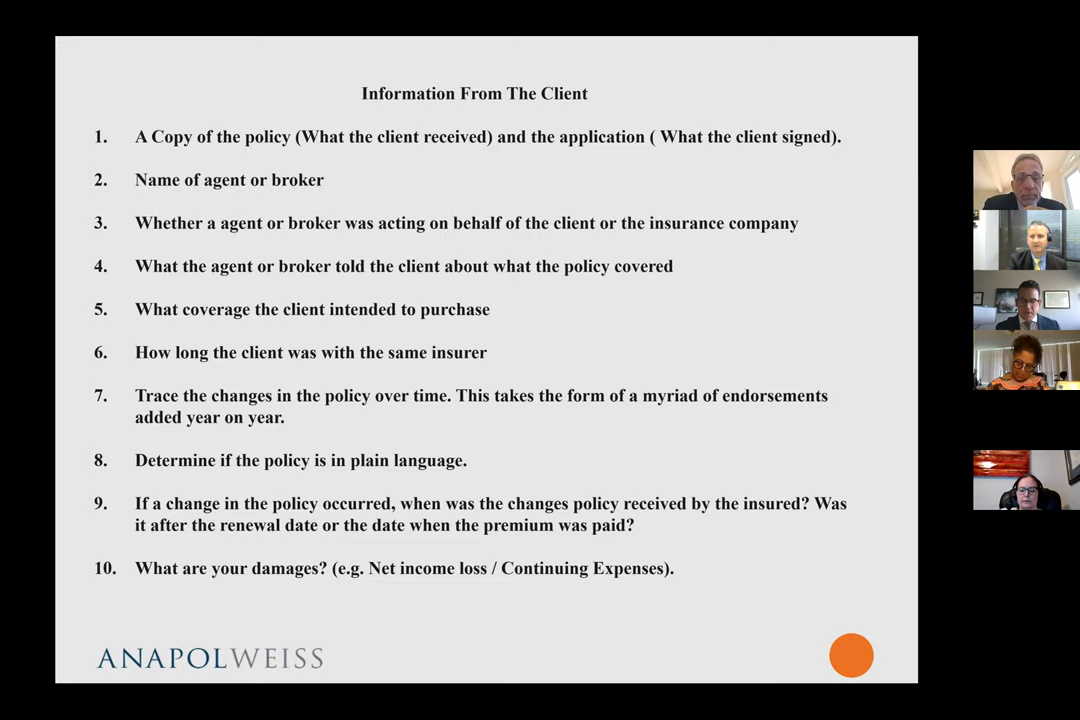 Information From The Client
1. A Copy of the policy (What the client received) and the application ( What the client signed).
2. Name of agent or broker
3. Whether a agent or broker was acting on behalf of the client or the insurance company
4. What the agent or broker told the client about what the policy covered
5. What coverage the client intended to purchase
6. How long the client was with the same insurer
7. Trace the changes in the policy over time. This takes the form of a myriad of endorsements
added year on year.
8. Determine if the policy is in plain language.
9. If a change in the policy occurred, when was the changes policy received by the insured? Was
it after the renewal date or the date when the premium was paid?
10. What are your damages? (e.g. Net income loss / Continuing Expenses).
ANAPOLWEISS